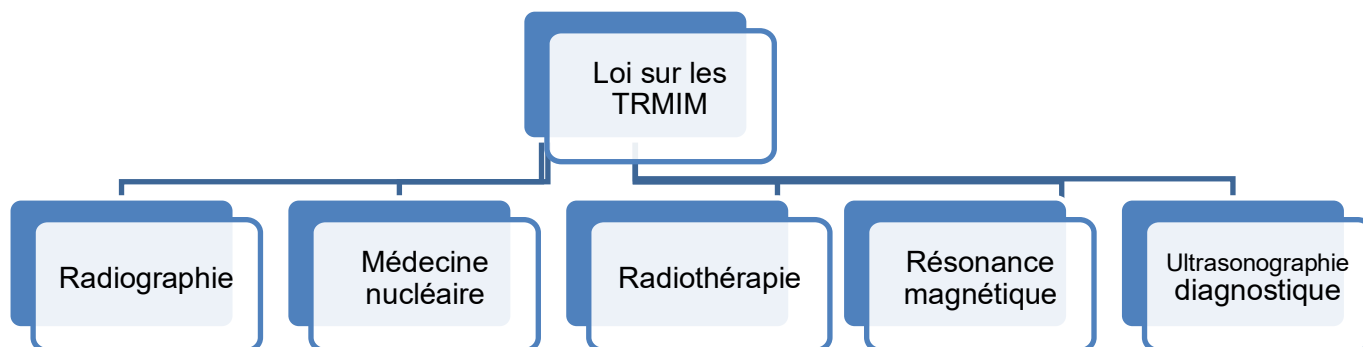 Loi sur les
TRMIM
Radiographie
Médecine
nucléaire
Radiothérapie
Résonance
magnétique
Ultrasonographie
diagnostique